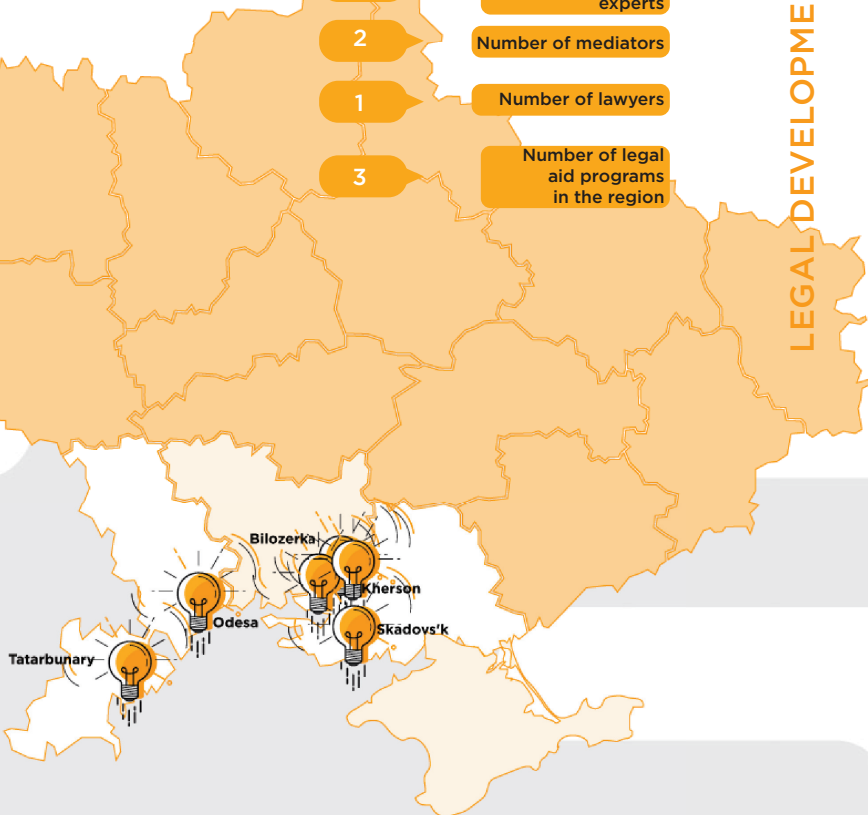 experts
2
Number of mediators
1
Number of lawyers
3
Number of legal
aid programs
in the region
LEGAL DEVELOPME
Bilozerka
Kherson
Odesa
Skadovs'k
Tatarbunary